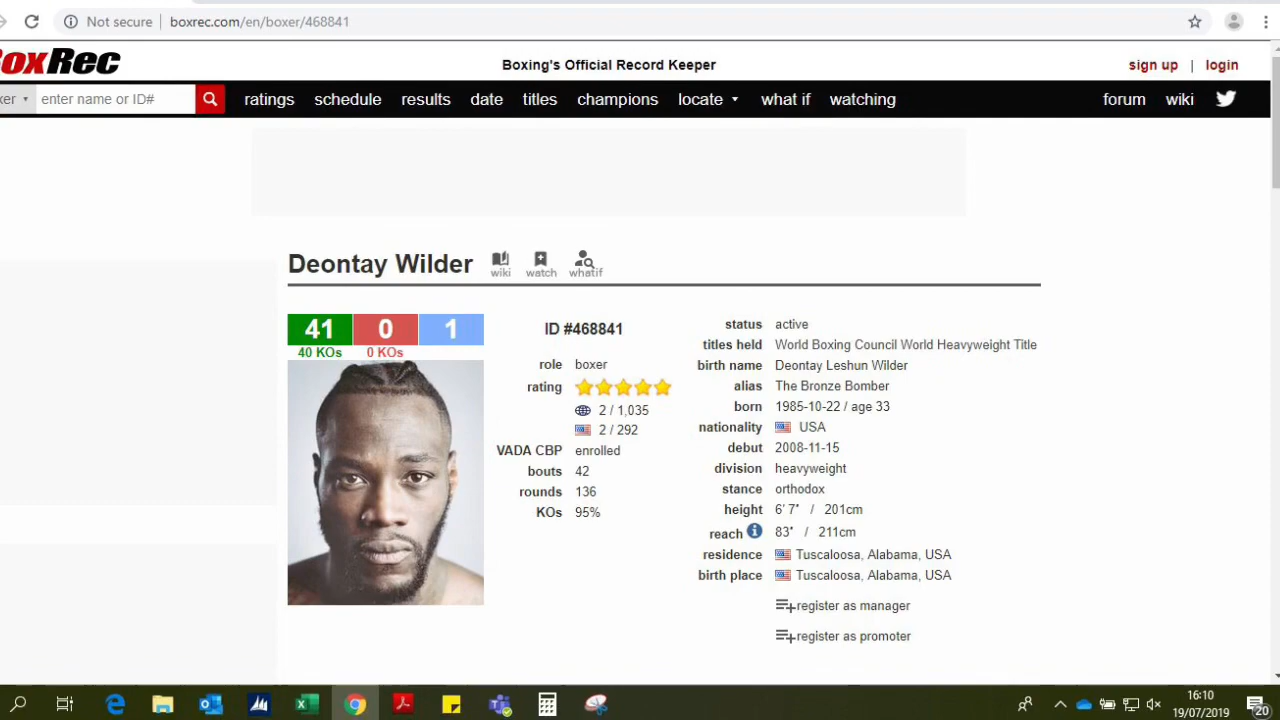 Not secure | boxrec.com/en/boxer/468841
BoxRec
Boxing's Official Record Keeper
sign up | login
enter name or ID#
ratings schedule results date titles champions locate what if watching forum wiki
Deontay Wilder
wiki watch whatif
41 0 1
40 KOs 0 KOs
ID #468841
role boxer
rating
2 / 1,035
2 / 292
VADA CBP enrolled
bouts 42
rounds 136
KOs 95%
status active
titles held World Boxing Council World Heavyweight Title
birth name Deontay Leshun Wilder
alias The Bronze Bomber
born 1985-10-22 / age 33
nationality USA
debut 2008-11-15
division heavyweight
stance orthodox
height 6' 7" / 201cm
reach 83" / 211cm
residence Tuscaloosa, Alabama, USA
birth place Tuscaloosa, Alabama, USA
register as manager
register as promoter
16:10
19/07/2019
20